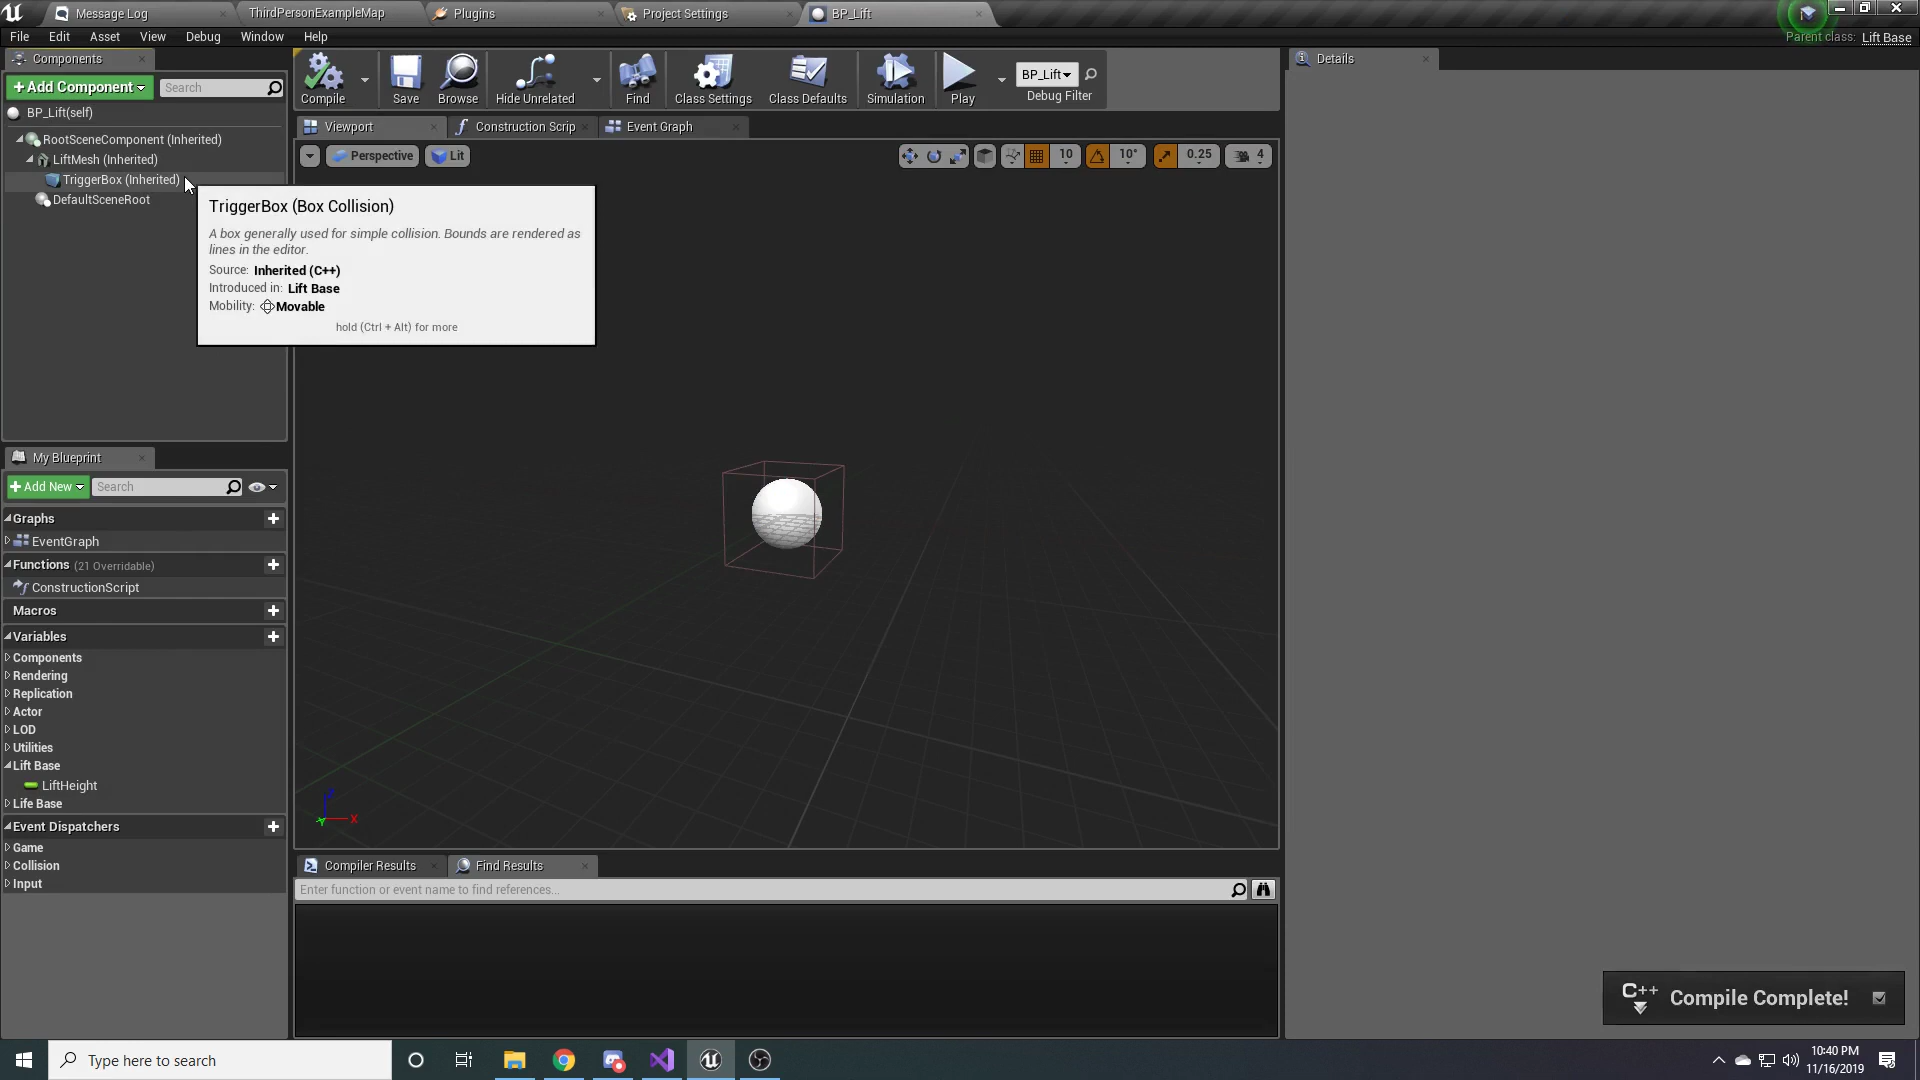 Message Log
ThirdPersonExampleMap
Plugins
Project Settings
BP_Lift
File
Edit
Asset
View
Debug
Window
Help
Parent class: Lift Base
Components
+Add Component
Search
BP_Lift(self)
RootSceneComponent (Inherited)
LiftMesh (Inherited)
TriggerBox (Inherited)
DefaultSceneRoot
Compile
Save
Browse
Hide Unrelated
Find
Class Settings
Class Defaults
Simulation
Play
BP_Lift
Debug Filter
Details
Viewport
Construction Scrip
Event Graph
Perspective
Lit
10
10°
0.25
4
TriggerBox (Box Collision)
A box generally used for simple collision. Bounds are rendered as
lines in the editor.
Source: Inherited (C++)
Introduced in: Lift Base
Mobility: Movable
hold (Ctrl + Alt) for more
My Blueprint
+Add New
Search
Graphs
EventGraph
Functions (21 Overridable)
ConstructionScript
Macros
Variables
Components
Rendering
Replication
Actor
LOD
Utilities
Lift Base
LiftHeight
Life Base
Event Dispatchers
Game
Collision
Input
Z
X
Y
Compiler Results
Find Results
Enter function or event name to find references...
C++
Compile Complete!
Type here to search
10:40 PM
11/16/2019